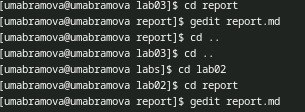 [umabramova@umabramova lab03]$ cd report
[umabramova@umabramova report]$ gedit report.md
[umabramova@umabramova report]$ cd ..
[umabramova@umabramova lab03]$ cd ..
[umabramova@umabramova labs]$ cd lab02
[umabramova@umabramova lab02]$ cd report
[umabramova@umabramova report]$ gedit report.md